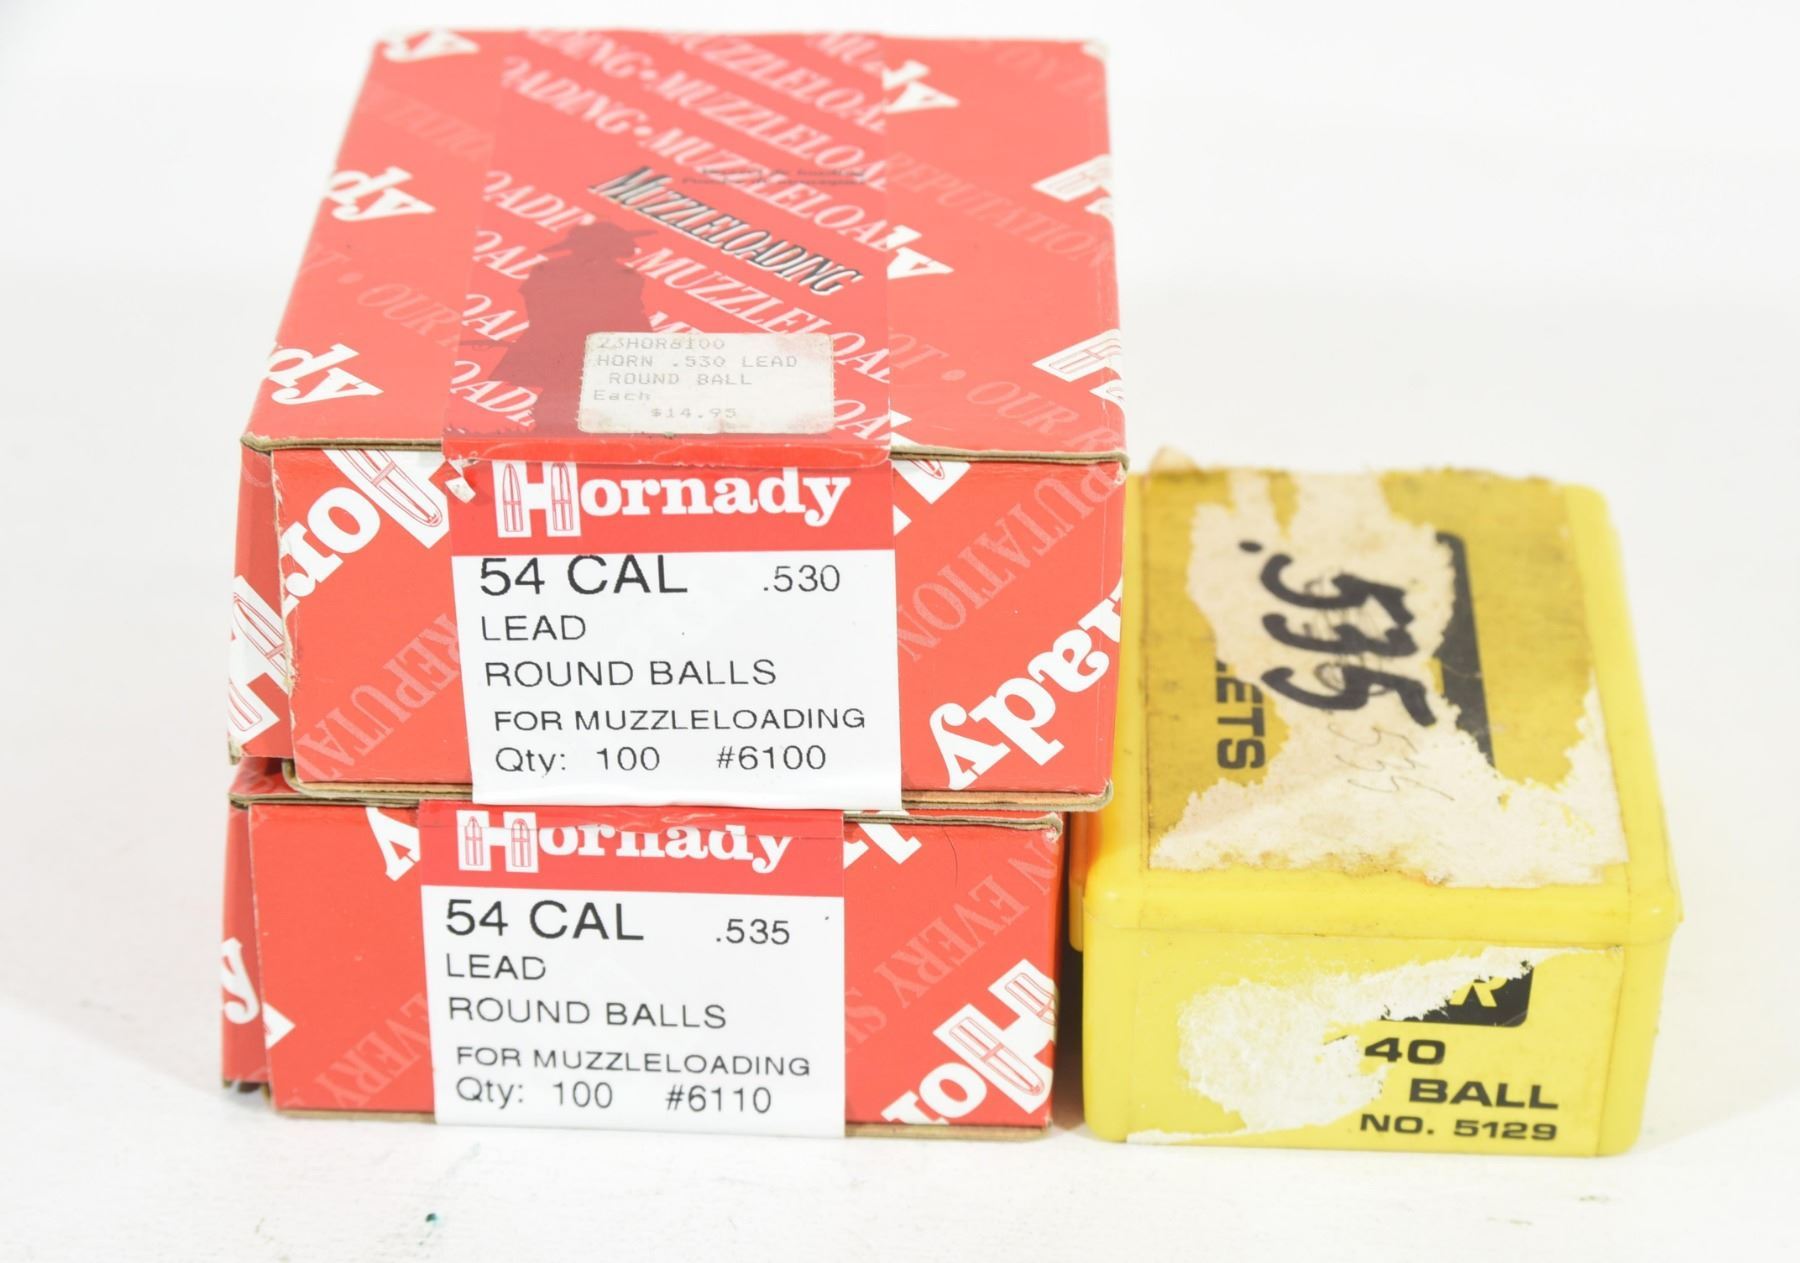 MUZZLELOADING
Z3HOR6100
HORN .530 LEAD
ROUND BALL
Each
$14.95
Hornady
54 CAL .530
LEAD
ROUND BALLS
FOR MUZZLELOADING
Qty: 100 #6100
Hornady
54 CAL .535
LEAD
ROUND BALLS
FOR MUZZLELOADING
Qty: 100 #6110
.535
535
ETS
R
40
BALL
NO. 5129